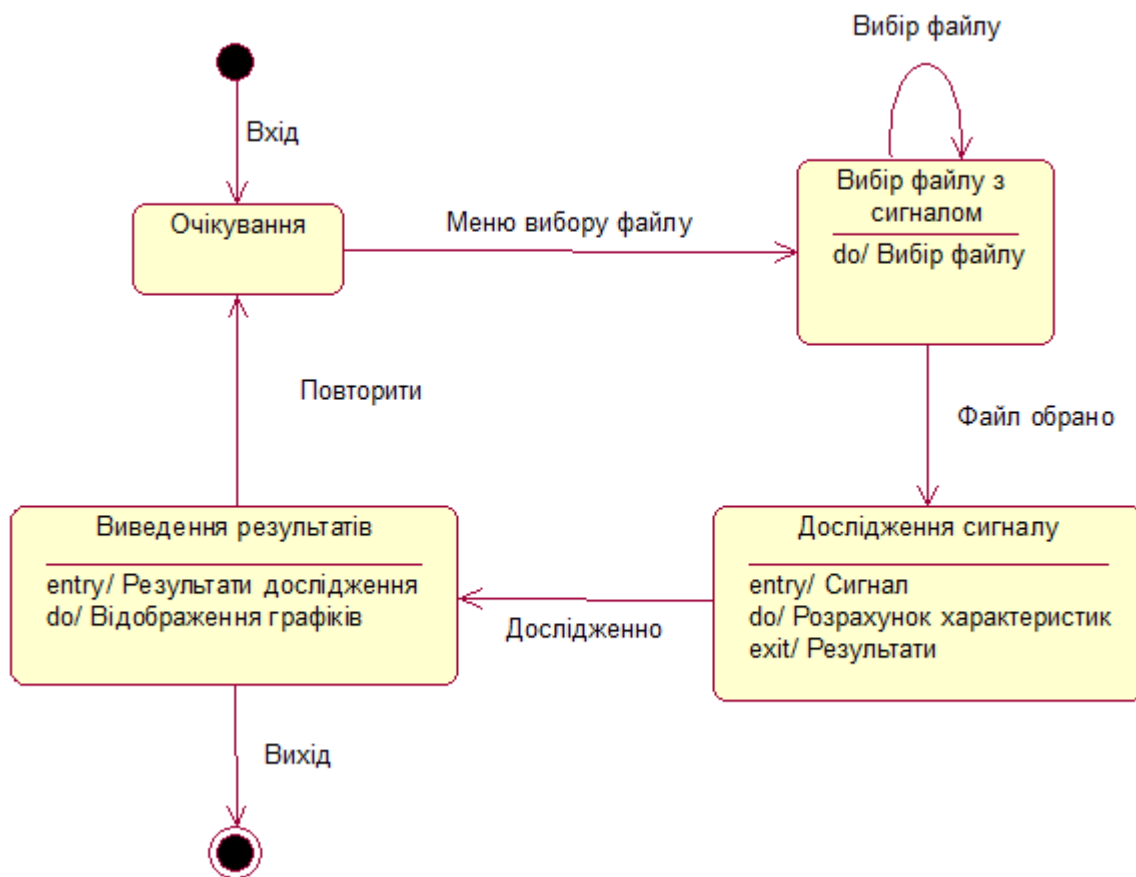 Вибір файлу
Вхід
Очікування
Меню вибору файлу
Вибір файлу з
сигналом
do/ Вибір файлу
Повторити
Файл обрано
Виведення результатів
entry/ Результати дослідження
do/ Відображення графіків
Дослідженно
Дослідження сигналу
entry/ Сигнал
do/ Розрахунок характеристик
exit/ Результати
Вихід